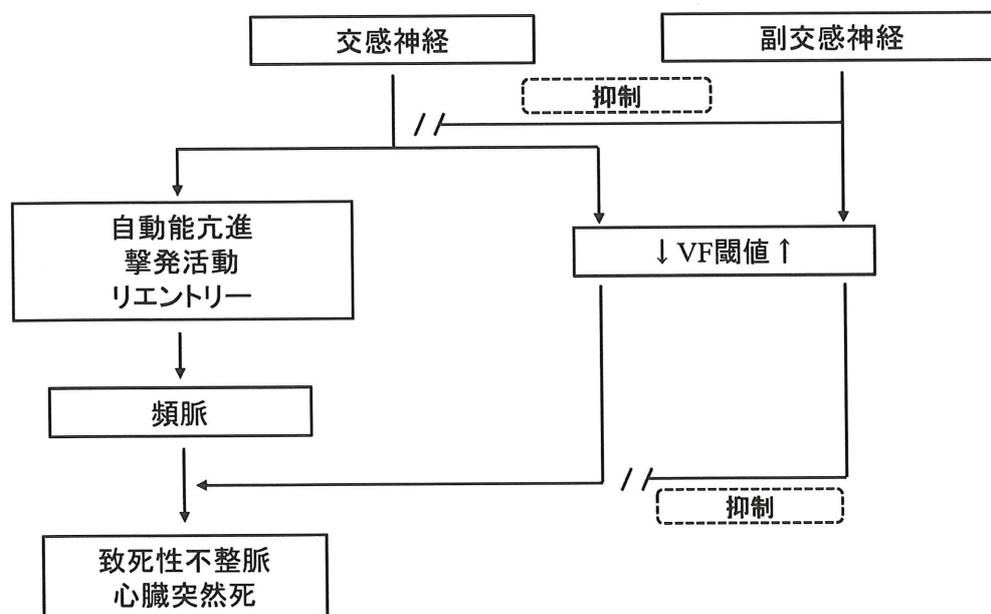 交感神経
副交感神経
抑制
自動能亢進
撃発活動
リエントリー
↓VF閾値↑
頻脈
抑制
致死性不整脈
心臓突然死